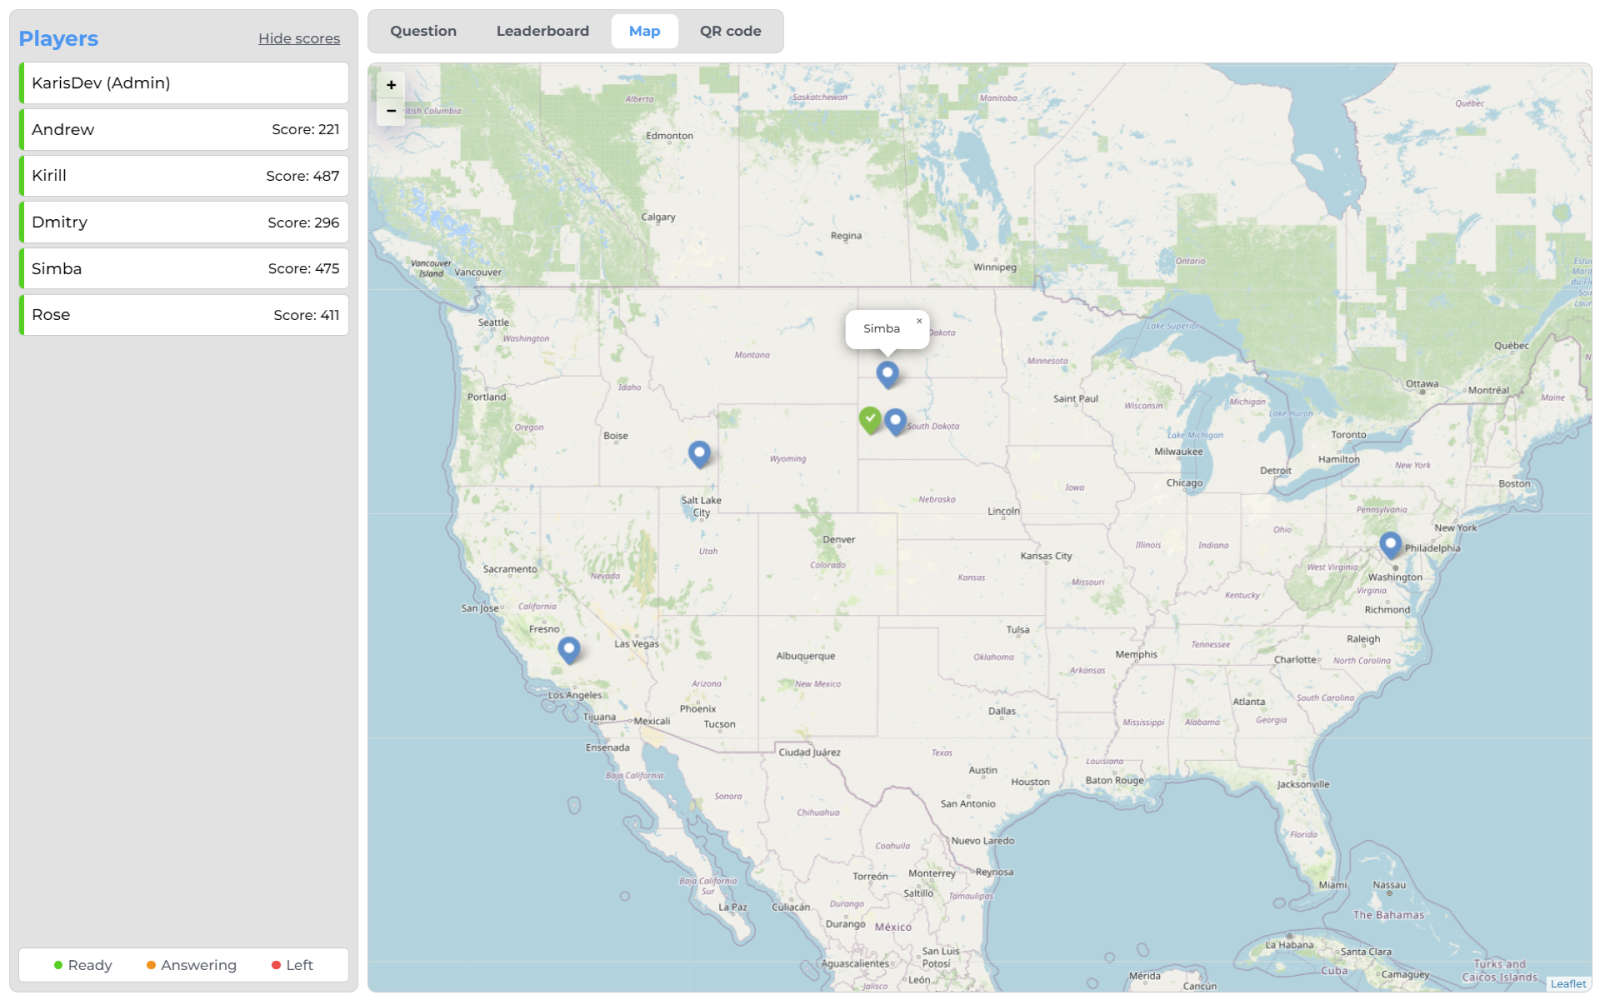 Players
Hide scores
KarisDev (Admin)
Andrew Score: 221
Kirill Score: 487
Dmitry Score: 296
Simba Score: 475
Rose Score: 411
Ready Answering Left
Question Leaderboard Map QR code
+
−
Alberta
Saskatchewan
Manitoba
Québec
Edmonton
Calgary
Regina
Winnipeg
Ontario
Vancouver
Island
Vancouver
Seattle
Washington
Simba ×
Dakota
Lake Superior
Montana
Minnesota
Québec
Idaho
Ottawa
Montréal
Portland
Saint Paul
Wisconsin
Michigan
Lake Huron
Maine
Oregon
Boise
South Dakota
Lake Michigan
Toronto
Milwaukee
Hamilton
Wyoming
Detroit
New York
Chicago
Boston
Salt Lake
City
Nebraska
Iowa
Lincoln
Pennsylvania
New York
Denver
Ohio
Utah
Kansas City
Illinois
Indiana
Philadelphia
Sacramento
Nevada
Colorado
Kansas
Missouri
West Virginia
Washington
Virginia
San Jose
California
Kentucky
Richmond
Fresno
Las Vegas
Tulsa
Raleigh
Albuquerque
Oklahoma
Memphis
Tennessee
Charlotte
North Carolina
Arkansas
Los Angeles
Arizona
New Mexico
South Carolina
Phoenix
Atlanta
Tijuana
Mexicali
Tucson
Dallas
Mississippi
Alabama
Georgia
Ensenada
Ciudad Juárez
Texas
Louisiana
Baja California
Austin
Houston
Baton Rouge
Jacksonville
Sonora
San Antonio
Chihuahua
Florida
Nuevo Laredo
Coahuila
Torreón
Monterrey
Reynosa
Baja California
Sur
Saltillo
Tamaulipas
Miami
Nassau
La Paz
Culiacán
Durango
Durango
México
The Bahamas
La Habana
San Luis
Potosí
Santa Clara
Aguascalientes
Cuba
Camaguey
Turks and
Caicos Islands
León
Jalisco
Mérida
Cancún
Leaflet